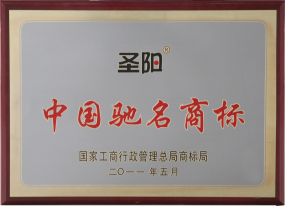 圣阳®
中国驰名商标
国家工商行政管理总局商标局
二〇一一年五月